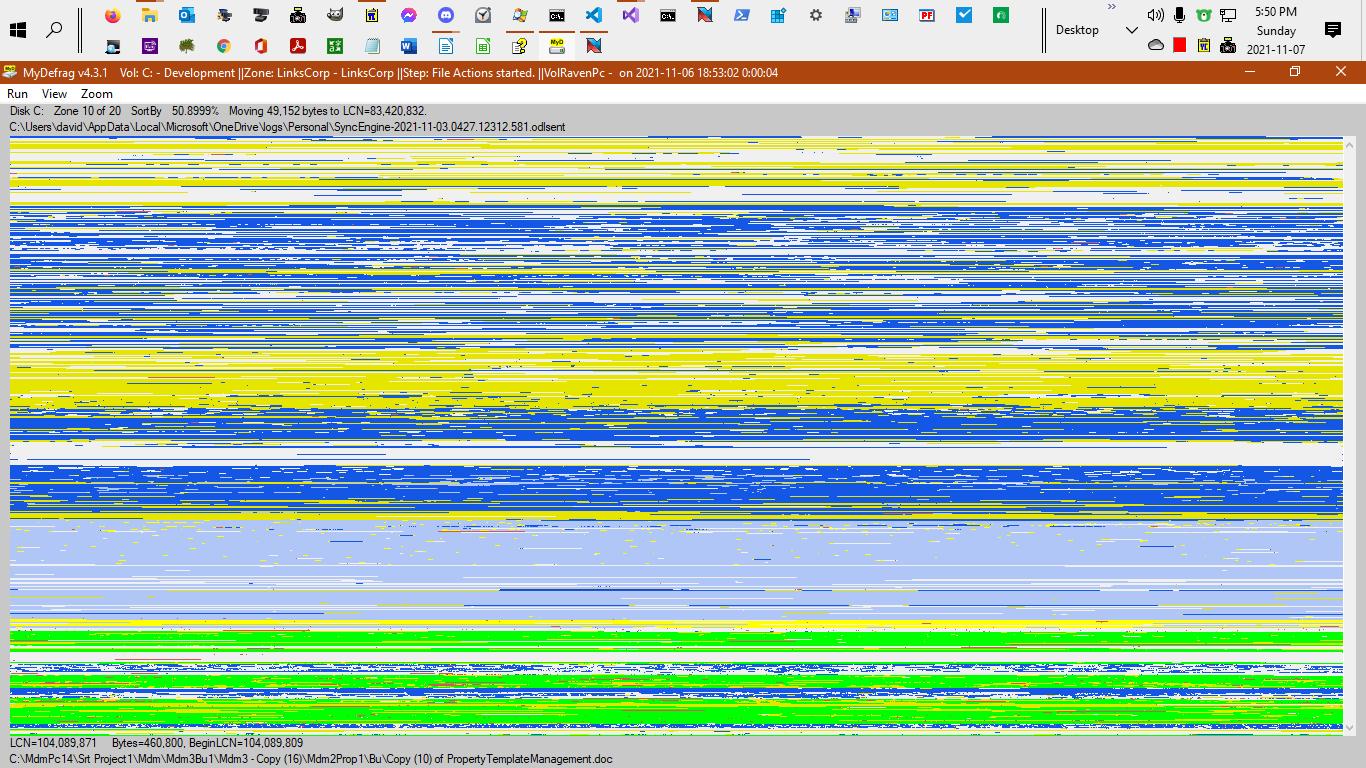 5:50 PM
Desktop
Sunday
2021-11-07
MyDefrag v4.3.1 Vol: C: - Development ||Zone: LinksCorp - LinksCorp ||Step: File Actions started. ||VolRavenPc - on 2021-11-06 18:53:02 0:00:04
Run View Zoom
Disk C: Zone 10 of 20 SortBy 50.8999% Moving 49,152 bytes to LCN=83,420,832.
C:\Users\david\AppData\Local\Microsoft\OneDrive\logs\Personal\SyncEngine-2021-11-03.0427.12312.581.odlsent
LCN=104,089,871 Bytes=460,800, BeginLCN=104,089,809
C:\MdmPc14\Srt Project1\Mdm\Mdm3Bu1\Mdm3 - Copy (16)\Mdm2Prop1\Bu\Copy (10) of PropertyTemplateManagement.doc